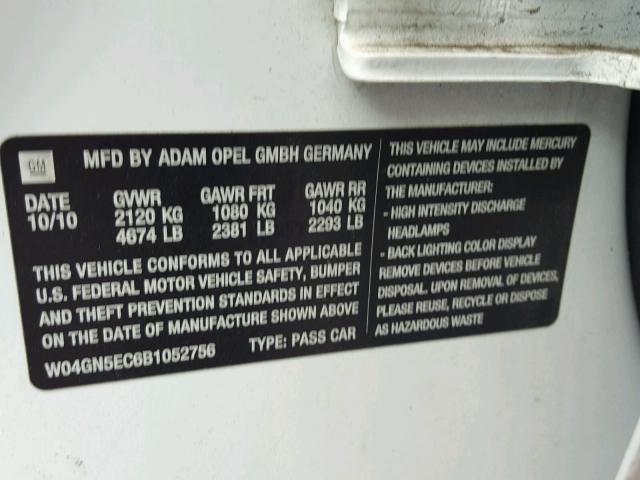 GM
MFD BY ADAM OPEL GMBH GERMANY
DATE GVWR GAWR FRT GAWR RR
10/10 2120 KG 1080 KG 1040 KG
4674 LB 2381 LB 2293 LB
THIS VEHICLE CONFORMS TO ALL APPLICABLE
U.S. FEDERAL MOTOR VEHICLE SAFETY, BUMPER
AND THEFT PREVENTION STANDARDS IN EFFECT
ON THE DATE OF MANUFACTURE SHOWN ABOVE
W04GN5EC6B1052756 TYPE: PASS CAR
THIS VEHICLE MAY INCLUDE MERCURY
CONTAINING DEVICES INSTALLED BY
THE MANUFACTURER:
- HIGH INTENSITY DISCHARGE
HEADLAMPS
- BACK LIGHTING COLOR DISPLAY
REMOVE DEVICES BEFORE VEHICLE
DISPOSAL. UPON REMOVAL OF DEVICES,
PLEASE REUSE, RECYCLE OR DISPOSE
AS HAZARDOUS WASTE